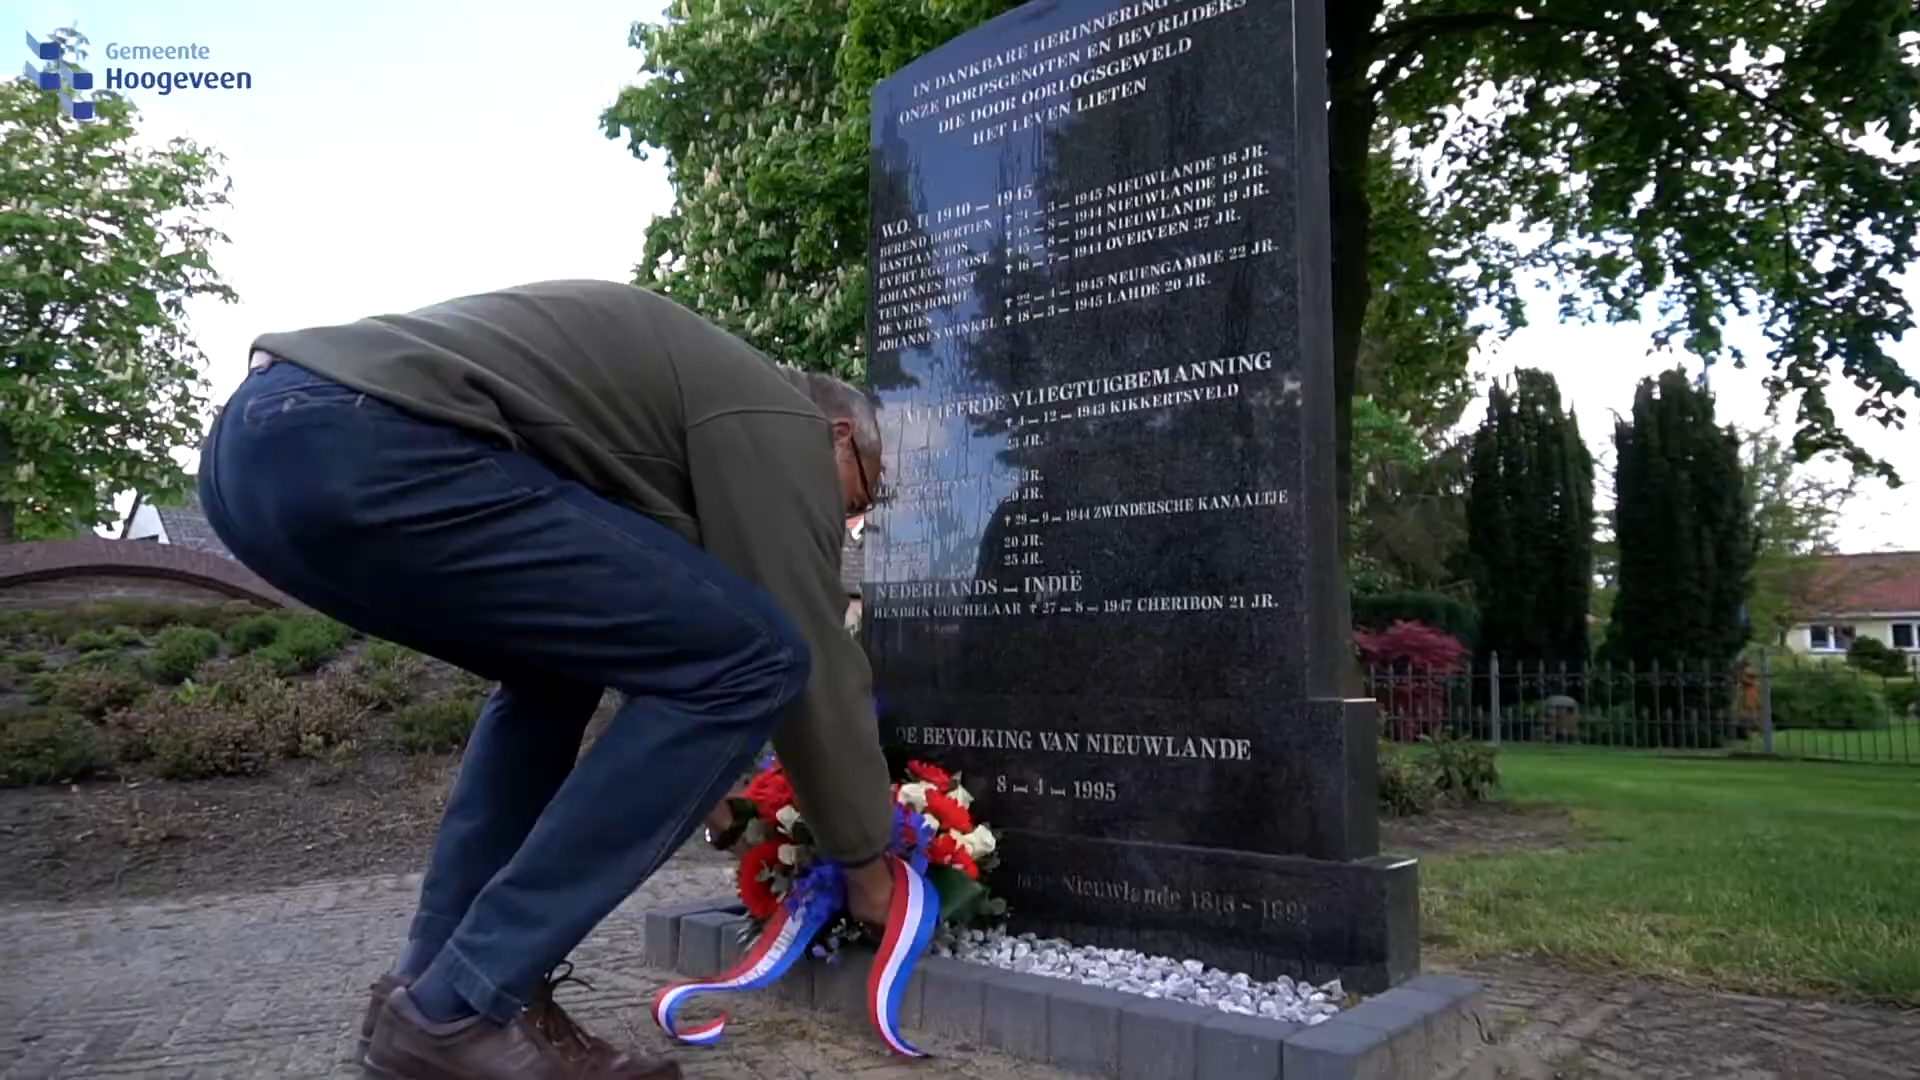 Gemeente
Hoogeveen
IN DANKBARE HERINNERING
ONZE DORPSGENOTEN EN BEVRIJDERS
DIE DOOR OORLOGSGEWELD
HET LEVEN LIETEN
W.O. II 1940 – 1945
BEREND HOERTIEN † 21 – 3 – 1945 NIEUWLANDE 18 JR.
BASTIAAN BOS † 15 – 8 – 1944 NIEUWLANDE 19 JR.
EVERT EGGE POST † 15 – 8 – 1944 NIEUWLANDE 19 JR.
JOHANNES POST † 16 – 7 – 1944 OVERVEEN 37 JR.
TEUNIS HOMME
DE VRIES † 22 – 4 – 1945 NEUENGAMME 22 JR.
JOHANNES WINKEL † 18 – 3 – 1945 LAHDE 20 JR.
VLIEGTUIGBEMANNING
† 4 – 12 – 1943 KIKKERTSVELD
23 JR.
JR.
20 JR.
† 29 – 9 – 1944 ZWINDERSCHE KANAALTJE
20 JR.
25 JR.
NEDERLANDS – INDIË
HENDRIK GUICHELAAR † 27 – 8 – 1947 CHERIBON 21 JR.
DE BEVOLKING VAN NIEUWLANDE
8 – 4 – 1995
Nieuwlande 1816 -